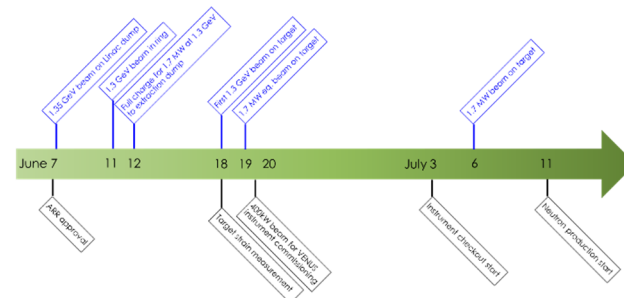 1.35 GeV beam on Linac dump
1.3 GeV beam in ring
Full charge for 1.7 MW at 1.3 GeV
to extraction dump
First 1.3 GeV beam on target
1.7 MW eq. beam on target
1.7 MW beam on target
June 7
11
12
18
19
20
July 3
6
11
ARR approval
Target strain measurement
400kW beam for VENUS
instrument commissioning
Instrument checkout start
Neutron production start